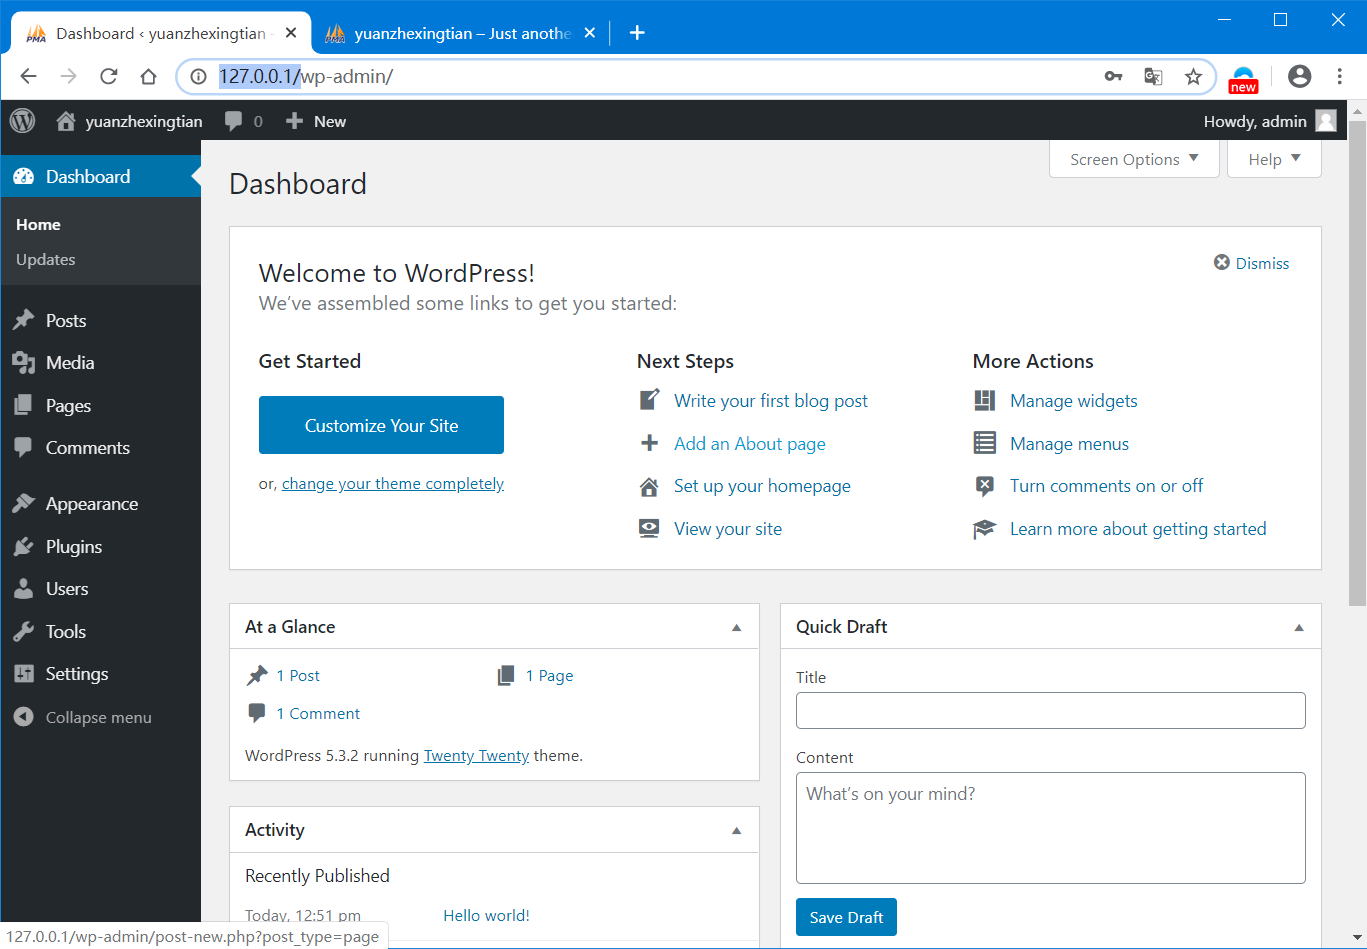 Dashboard ‹ yuanzhexingtian
yuanzhexingtian – Just anothe
127.0.0.1/wp-admin/
new
yuanzhexingtian 0 New
Howdy, admin
Dashboard
Home
Updates
Posts
Media
Pages
Comments
Appearance
Plugins
Users
Tools
Settings
Collapse menu
Screen Options
Help
Dashboard
Welcome to WordPress!
Dismiss
We’ve assembled some links to get you started:
Get Started
Customize Your Site
or, change your theme completely
Next Steps
Write your first blog post
Add an About page
Set up your homepage
View your site
More Actions
Manage widgets
Manage menus
Turn comments on or off
Learn more about getting started
At a Glance
1 Post
1 Page
1 Comment
WordPress 5.3.2 running Twenty Twenty theme.
Activity
Recently Published
Today, 12:51 pm Hello world!
Quick Draft
Title
Content
What’s on your mind?
Save Draft
127.0.0.1/wp-admin/post-new.php?post_type=page